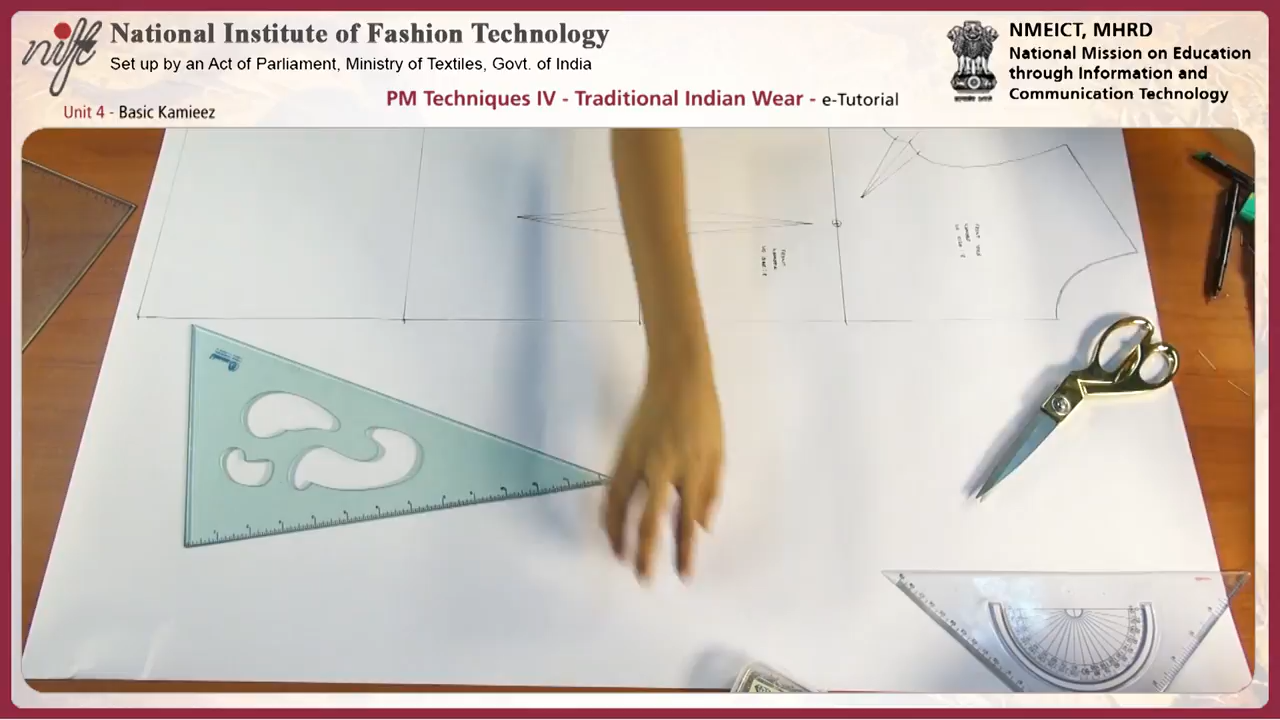 nift
National Institute of Fashion Technology
Set up by an Act of Parliament, Ministry of Textiles, Govt. of India
Unit 4 - Basic Kamieez
PM Techniques IV - Traditional Indian Wear - e-Tutorial
NMEICT, MHRD
National Mission on Education
through Information and
Communication Technology